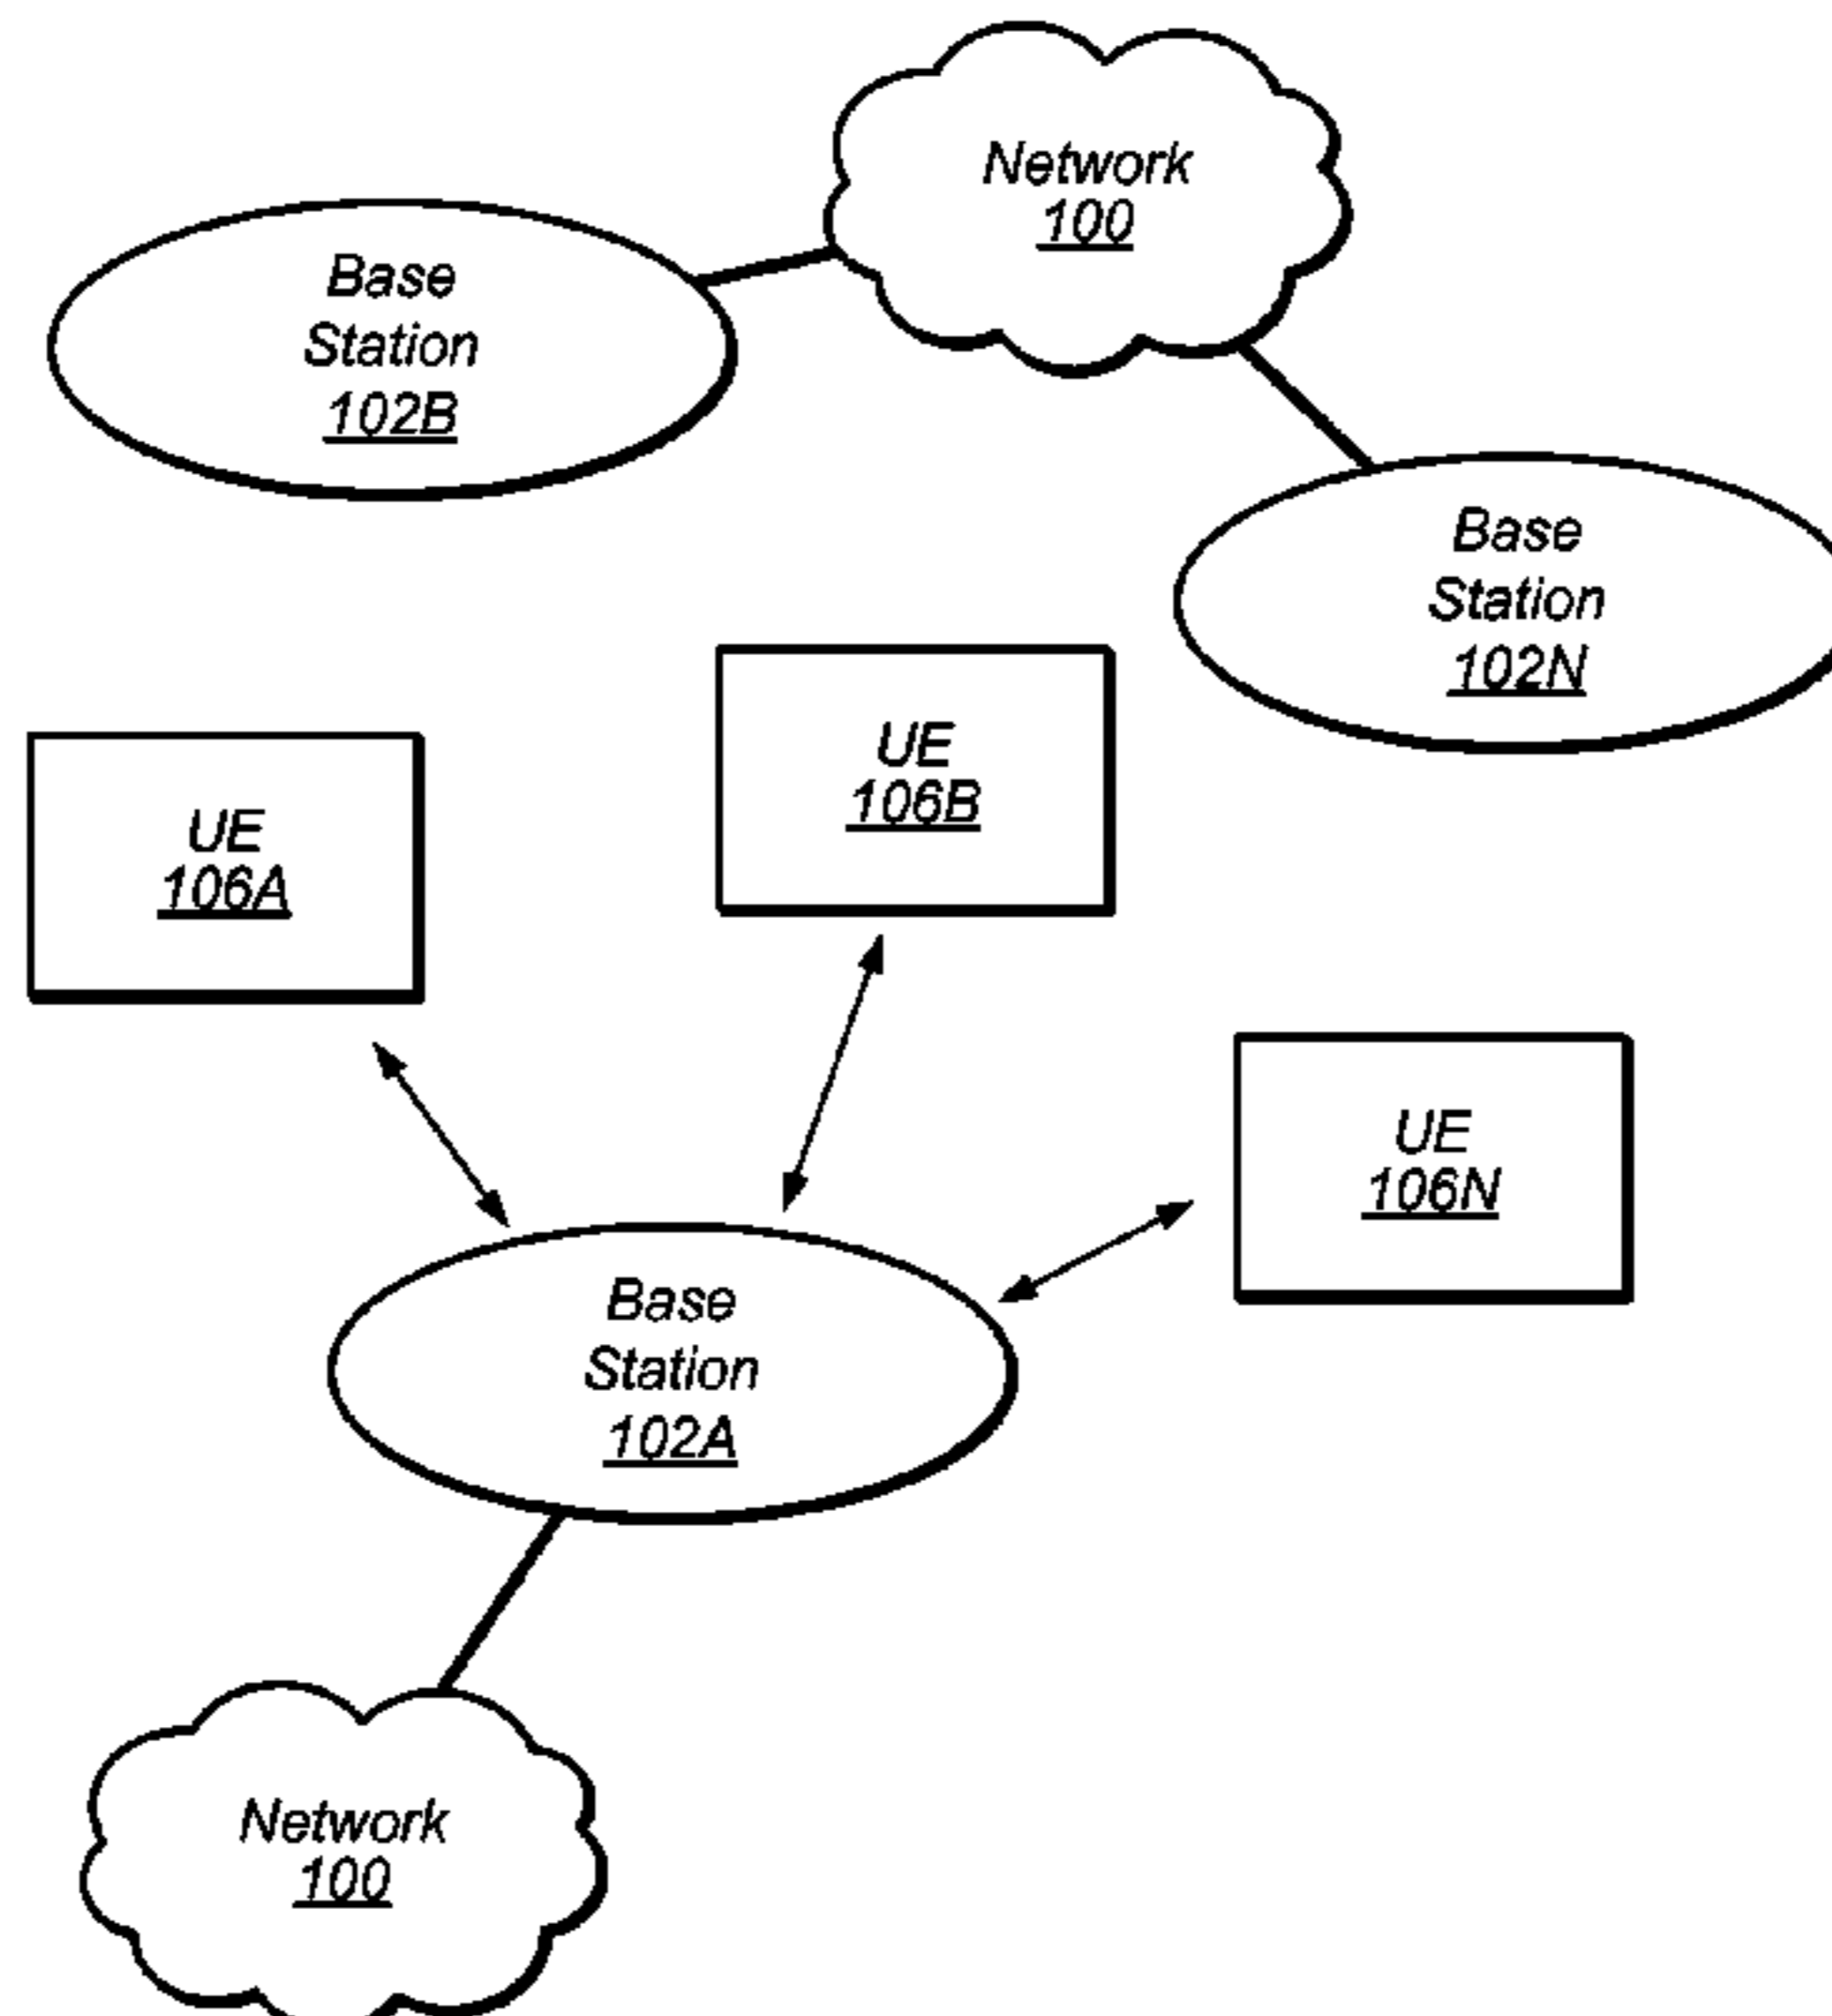 Network
100
Base
Station
102B
Base
Station
102N
UE
106B
UE
106A
UE
106N
Base
Station
102A
Network
100